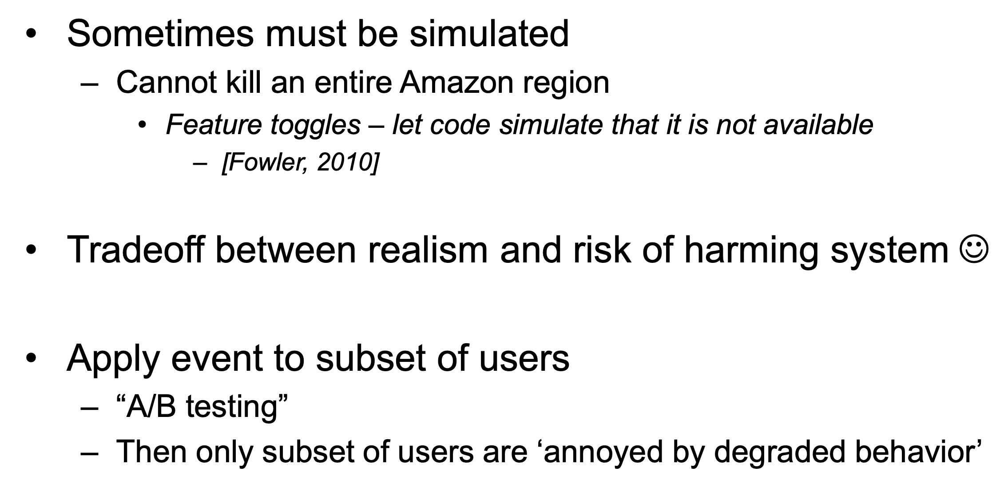 • Sometimes must be simulated
– Cannot kill an entire Amazon region
• Feature toggles – let code simulate that it is not available
– [Fowler, 2010]
• Tradeoff between realism and risk of harming system ☺
• Apply event to subset of users
– “A/B testing”
– Then only subset of users are ‘annoyed by degraded behavior’